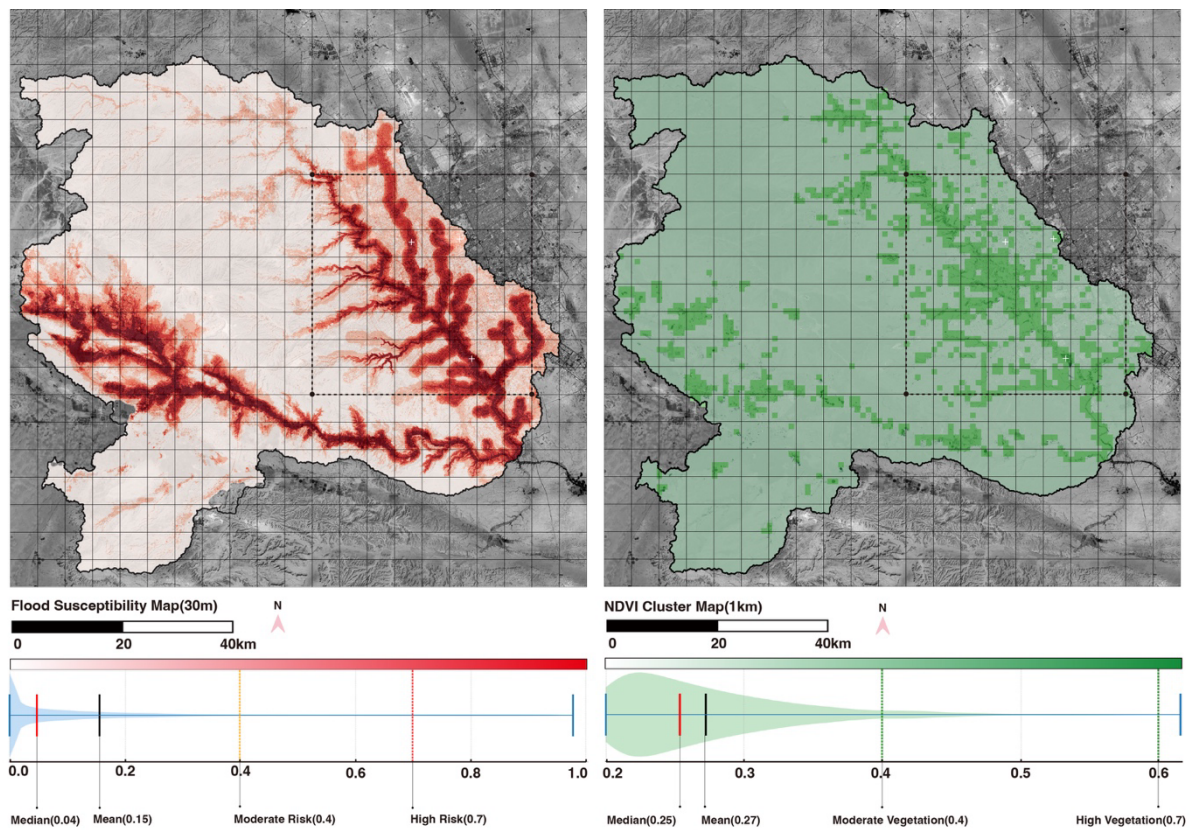 Flood Susceptibility Map(30m)
N
0 20 40km
0.0 0.2 0.4 0.6 0.8 1.0
Median(0.04) Mean(0.15) Moderate Risk(0.4) High Risk(0.7)
NDVI Cluster Map(1km)
N
0 20 40km
0.2 0.3 0.4 0.5 0.6
Median(0.25) Mean(0.27) Moderate Vegetation(0.4) High Vegetation(0.7)